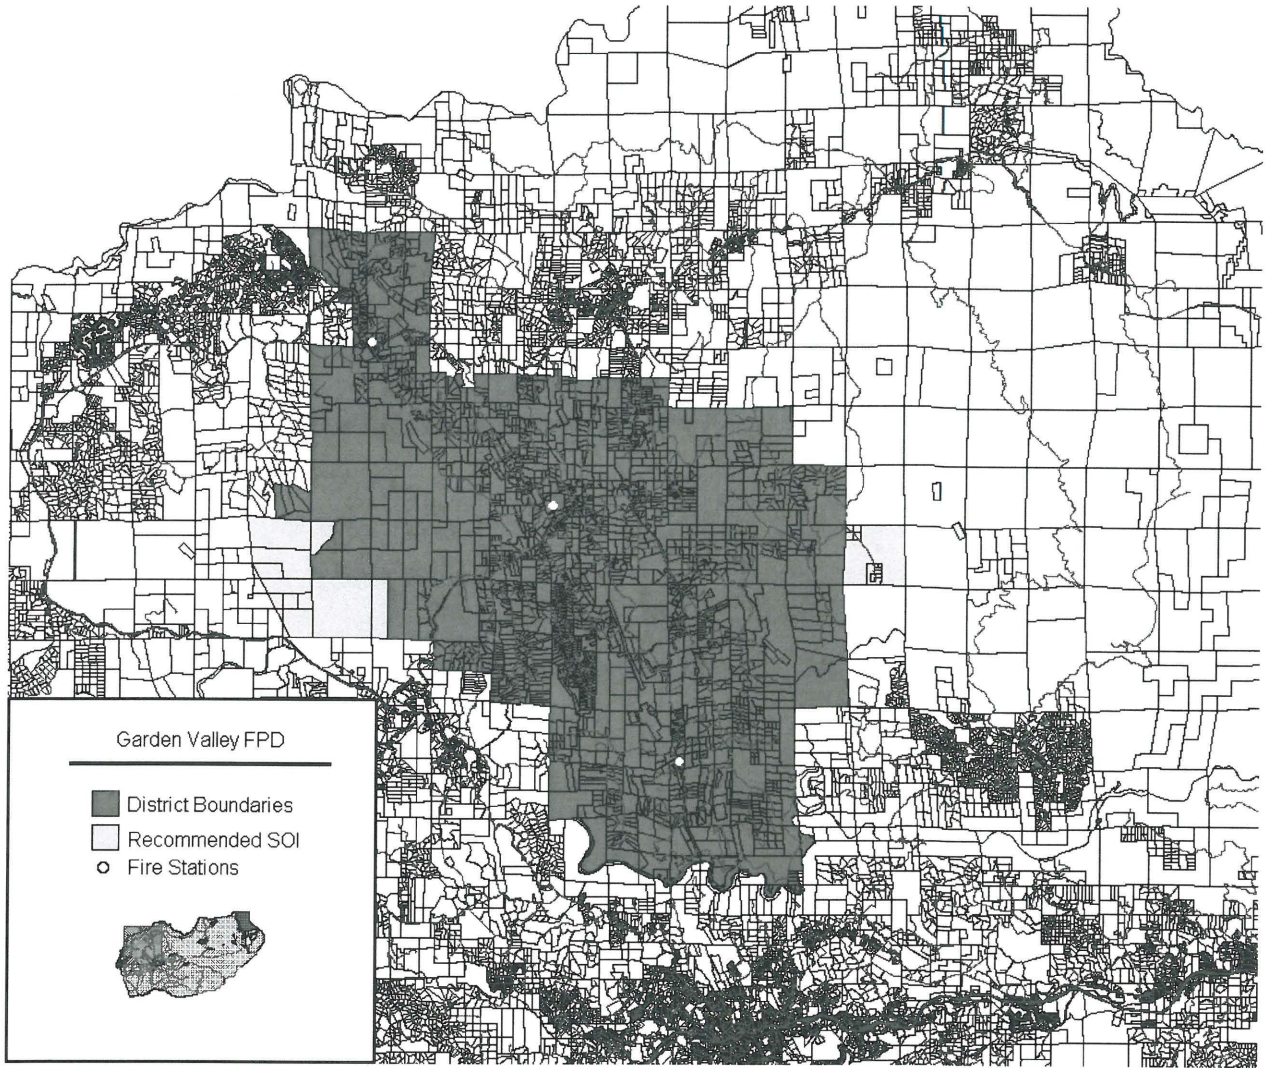 Garden Valley FPD
District Boundaries
Recommended SOI
Fire Stations